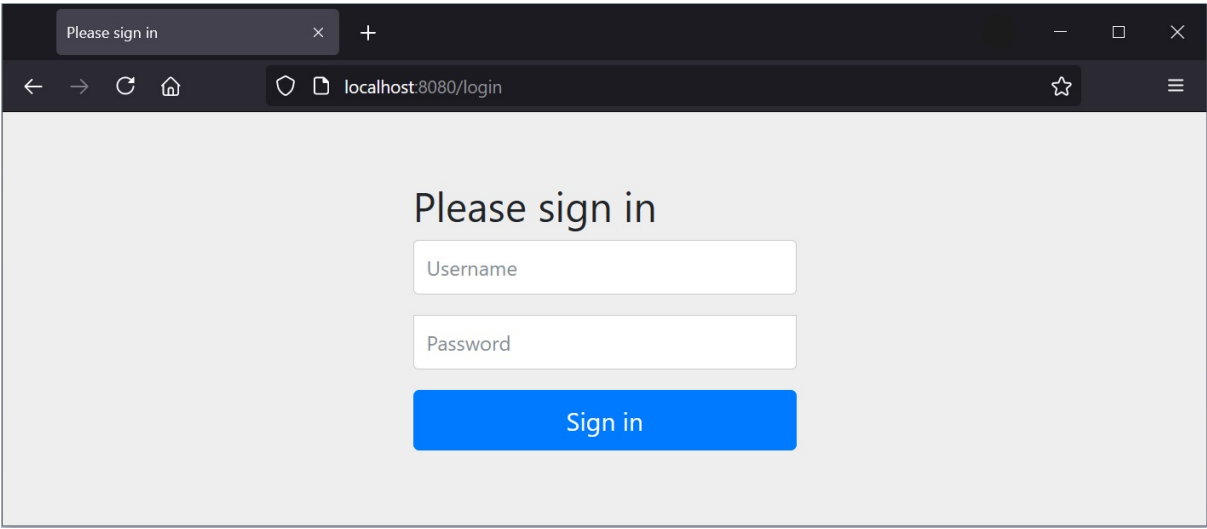 Please sign in
localhost:8080/login
Please sign in
Username
Password
Sign in